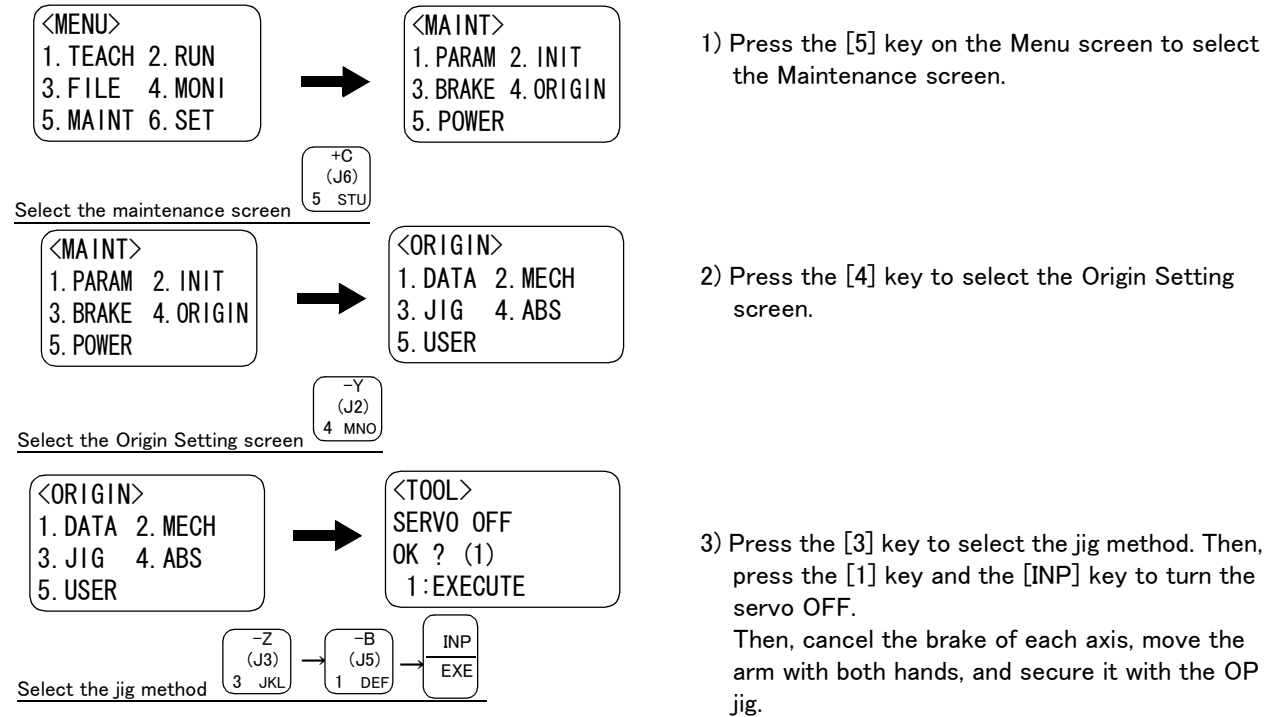 <MENU>
1. TEACH 2. RUN
3. FILE 4. MONI
5. MAINT 6. SET
<MAINT>
1. PARAM 2. INIT
3. BRAKE 4. ORIGIN
5. POWER
1) Press the [5] key on the Menu screen to select
the Maintenance screen.
+C
(J6)
5 STU
Select the maintenance screen
<MAINT>
1. PARAM 2. INIT
3. BRAKE 4. ORIGIN
5. POWER
<ORIGIN>
1. DATA 2. MECH
3. JIG 4. ABS
5. USER
2) Press the [4] key to select the Origin Setting
screen.
−Y
(J2)
4 MNO
Select the Origin Setting screen
<ORIGIN>
1. DATA 2. MECH
3. JIG 4. ABS
5. USER
<TOOL>
SERVO OFF
OK ? (1)
1:EXECUTE
3) Press the [3] key to select the jig method. Then,
press the [1] key and the [INP] key to turn the
servo OFF.
Then, cancel the brake of each axis, move the
arm with both hands, and secure it with the OP
jig.
−Z
(J3)
3 JKL
→
−B
(J5)
1 DEF
→
INP
EXE
Select the jig method